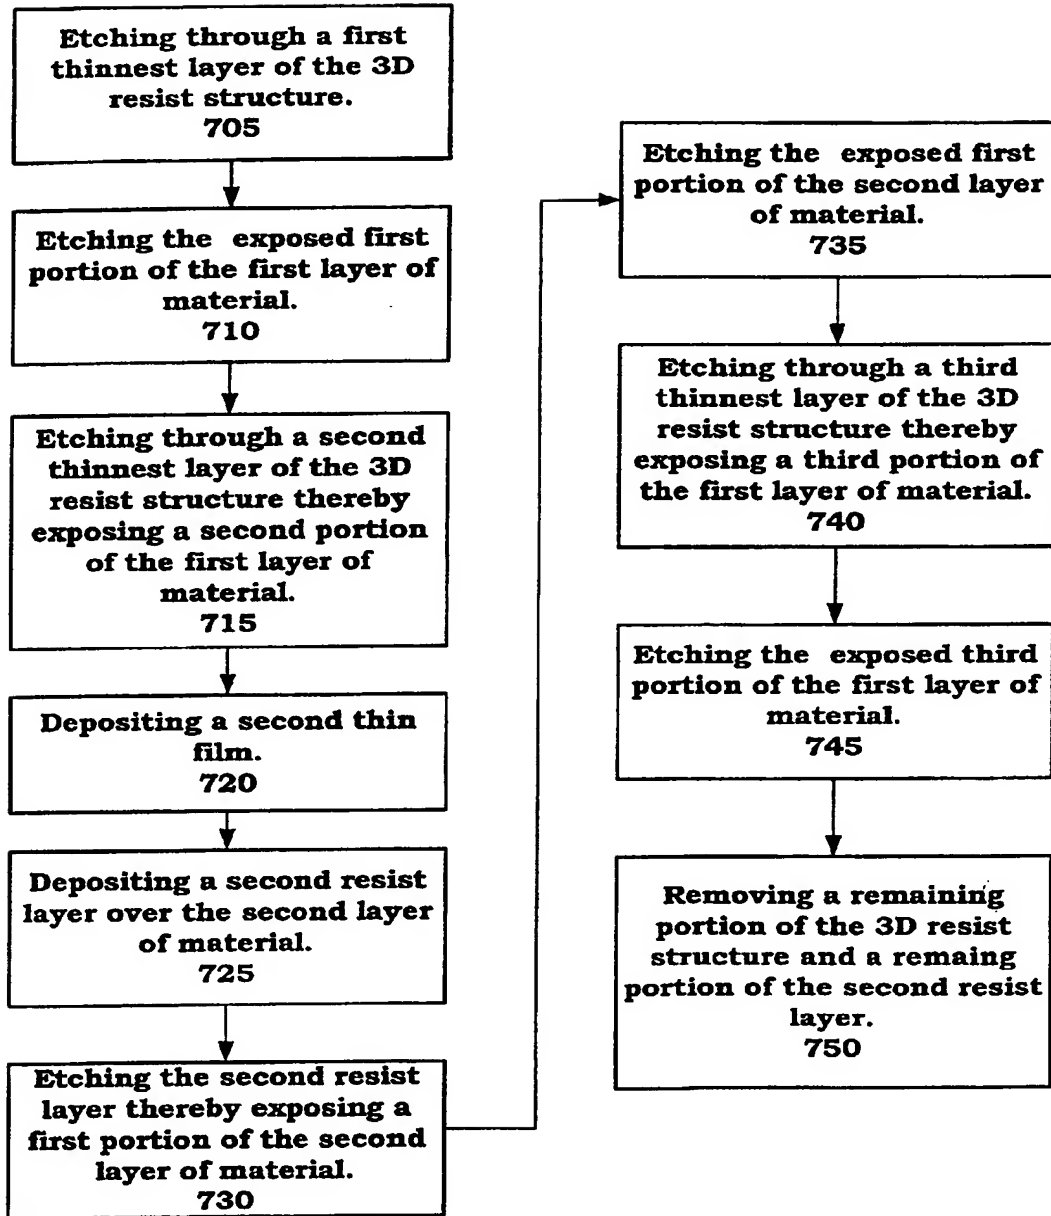 Etching through a first
thinnest layer of the 3D
resist structure.
705
Etching the exposed first
portion of the first layer of
material.
710
Etching through a second
thinnest layer of the 3D
resist structure thereby
exposing a second portion
of the first layer of
material.
715
Depositing a second thin
film.
720
Depositing a second resist
layer over the second layer
of material.
725
Etching the second resist
layer thereby exposing a
first portion of the second
layer of material.
730
Etching the exposed first
portion of the second layer
of material.
735
Etching through a third
thinnest layer of the 3D
resist structure thereby
exposing a third portion of
the first layer of material.
740
Etching the exposed third
portion of the first layer of
material.
745
Removing a remaining
portion of the 3D resist
structure and a remaing
portion of the second resist
layer.
750